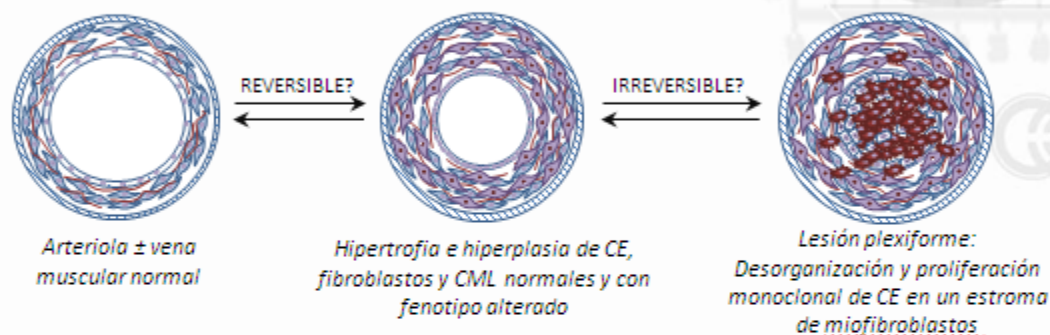 REVERSIBLE?
IRREVERSIBLE?
Arteriola ± vena
muscular normal
Hipertrofia e hiperplasia de CE,
fibroblastos y CML normales y con
fenotipo alterado
Lesión plexiforme:
Desorganización y proliferación
monoclonal de CE en un estroma
de miofibroblastos